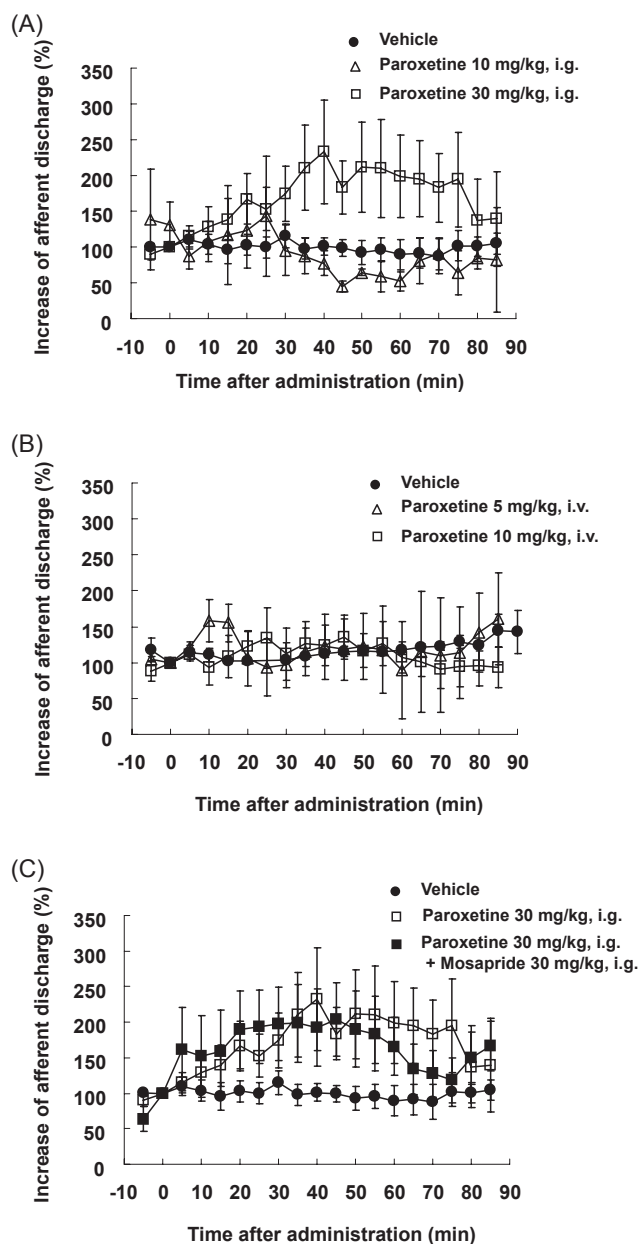 (A)
Vehicle
Paroxetine 10 mg/kg, i.g.
Paroxetine 30 mg/kg, i.g.
Increase of afferent discharge (%)
350
300
250
200
150
100
50
0
-10 0 10 20 30 40 50 60 70 80 90
Time after administration (min)
(B)
Vehicle
Paroxetine 5 mg/kg, i.v.
Paroxetine 10 mg/kg, i.v.
Increase of afferent discharge (%)
350
300
250
200
150
100
50
0
-10 0 10 20 30 40 50 60 70 80 90
Time after administration (min)
(C)
Vehicle
Paroxetine 30 mg/kg, i.g.
Paroxetine 30 mg/kg, i.g.
+ Mosapride 30 mg/kg, i.g.
Increase of afferent discharge (%)
350
300
250
200
150
100
50
0
-10 0 10 20 30 40 50 60 70 80 90
Time after administration (min)